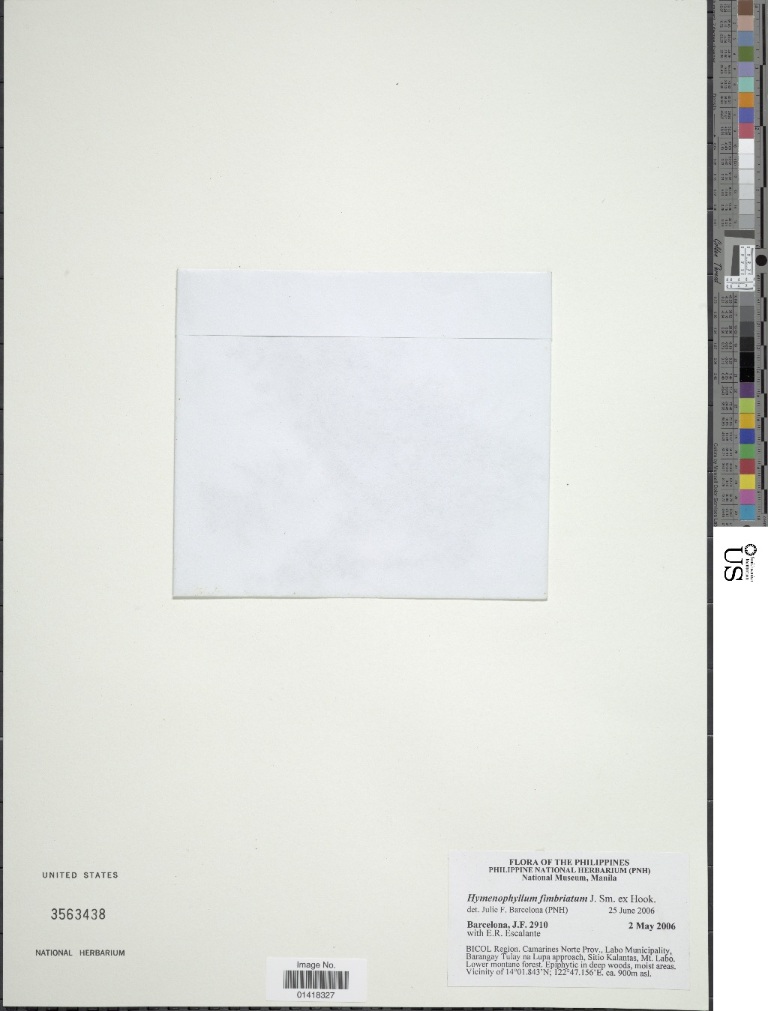 UNITED STATES
3563438
NATIONAL HERBARIUM
Image No.
01418327
FLORA OF THE PHILIPPINES
PHILIPPINE NATIONAL HERBARIUM (PNH)
National Museum, Manila
Hymenophyllum fimbriatum J. Sm. ex Hook.
det. Julie F. Barcelona (PNH) 25 June 2006
Barcelona, J.F. 2910 2 May 2006
with E.R. Escalante
BICOL Region. Camarines Norte Prov., Labo Municipality,
Barangay Tulay na Lupa approach, Sitio Kalantas, Mt. Labo.
Lower montane forest. Epiphytic in deep woods, moist areas.
Vicinity of 14°01.843'N; 122°47.156'E. ca. 900m asl.
US